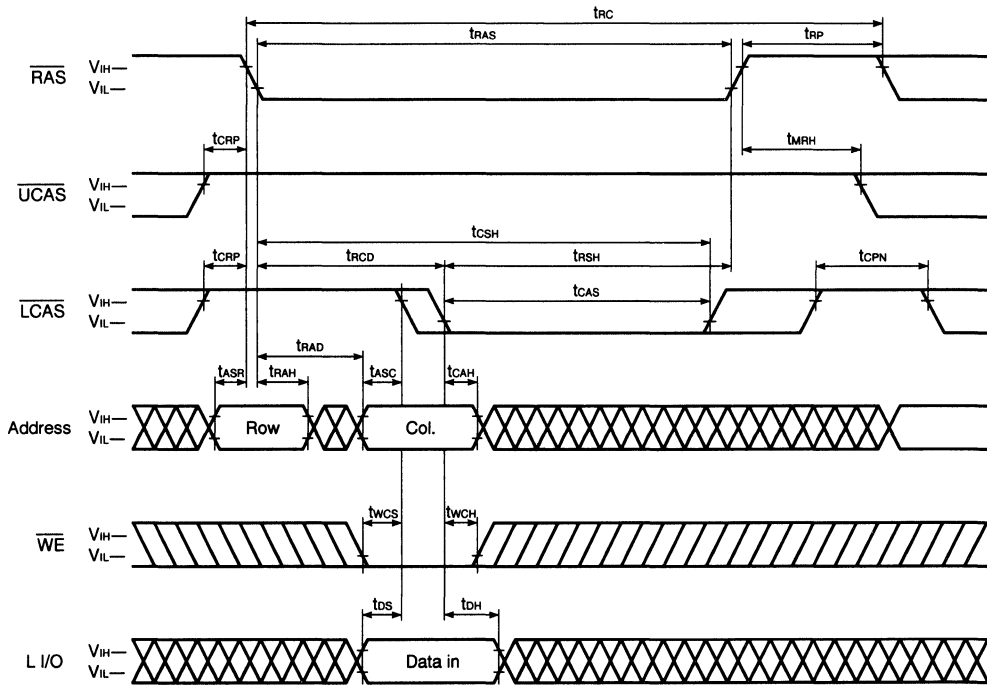 tRC
tRAS
tRP
RAS
VIH
VIL
tCRP
tMRH
UCAS
VIH
VIL
tCSH
tCRP
tRCD
tRSH
tCPN
LCAS
VIH
VIL
tCAS
tRAD
tASR
tRAH
tASC
tCAH
Address
VIH
VIL
Row
Col.
tWCS
tWCH
WE
VIH
VIL
tDS
tDH
L I/O
VIH
VIL
Data in